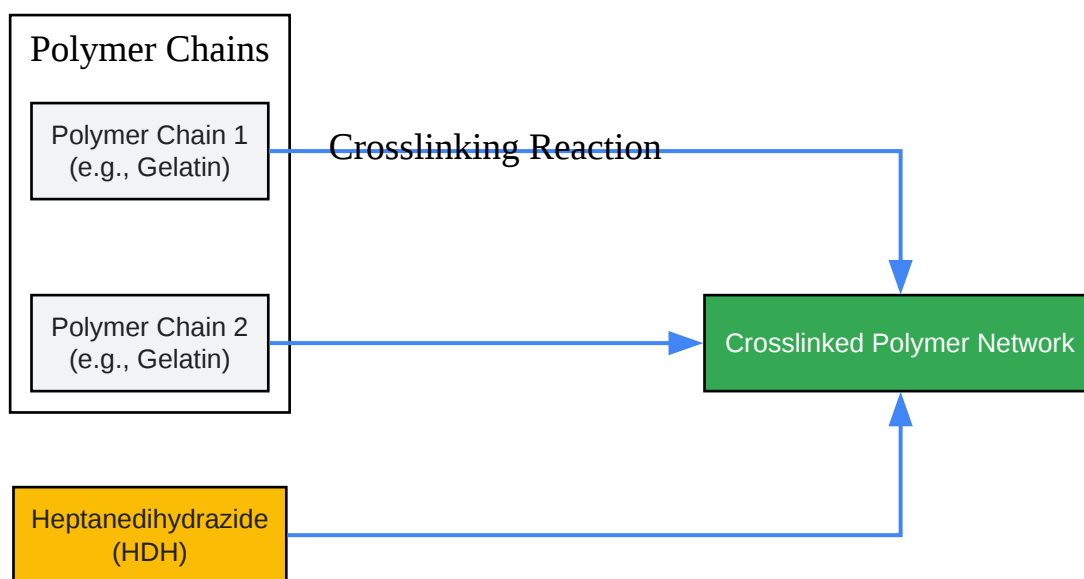 Polymer Chains
Polymer Chain 1
(e.g., Gelatin)
Crosslinking Reaction
Polymer Chain 2
(e.g., Gelatin)
Crosslinked Polymer Network
Heptanedihydrazide
(HDH)